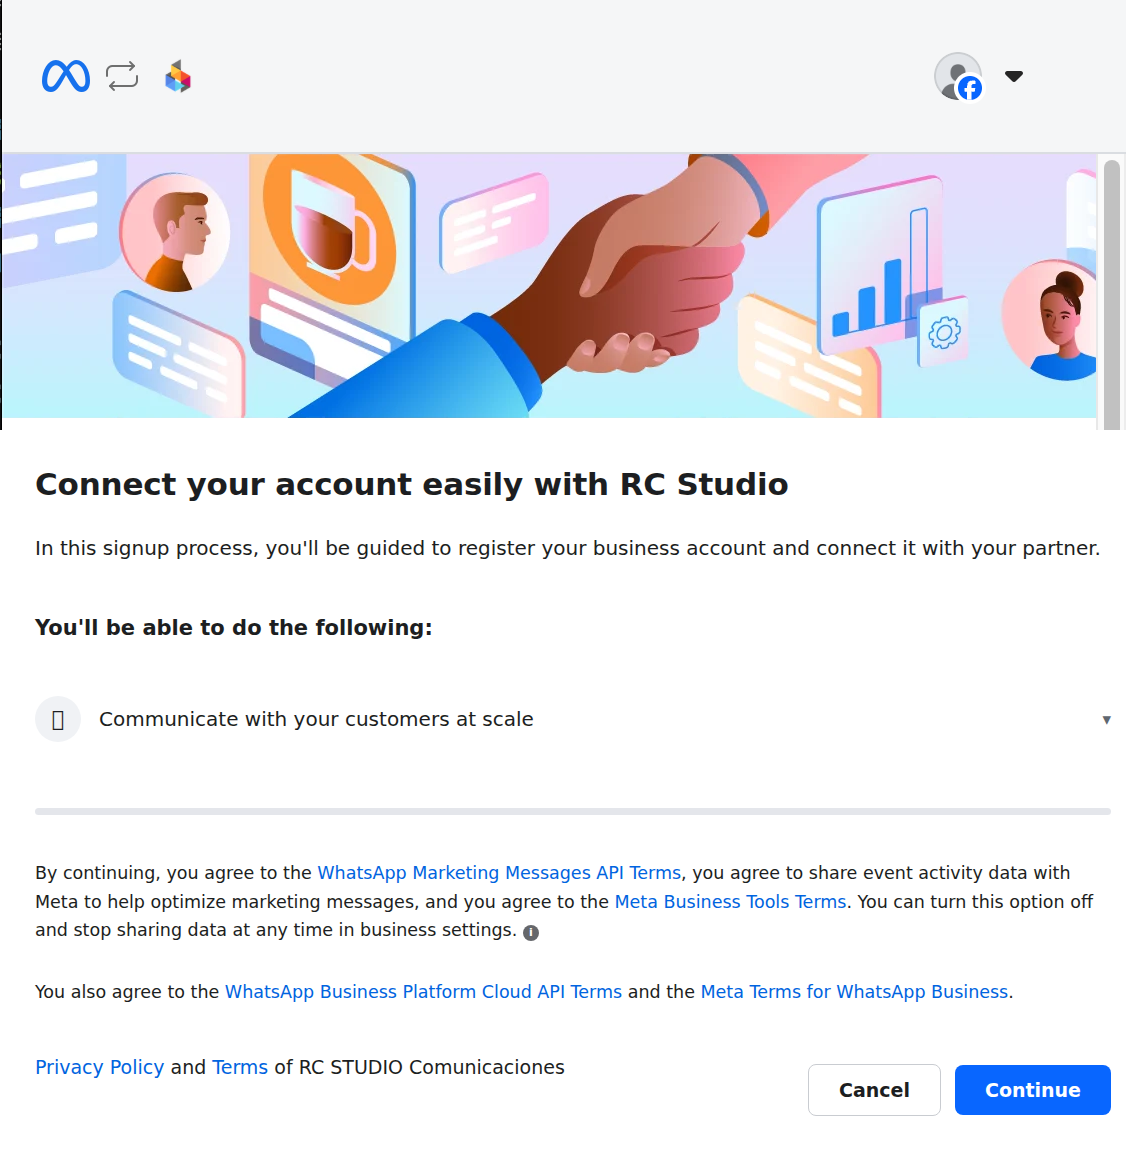 Connect your account easily with RC Studio
In this signup process, you'll be guided to register your business account and connect it with your partner.
You'll be able to do the following:
Communicate with your customers at scale
By continuing, you agree to the WhatsApp Marketing Messages API Terms, you agree to share event activity data with
Meta to help optimize marketing messages, and you agree to the Meta Business Tools Terms. You can turn this option off
and stop sharing data at any time in business settings.
You also agree to the WhatsApp Business Platform Cloud API Terms and the Meta Terms for WhatsApp Business.
Privacy Policy and Terms of RC STUDIO Comunicaciones
Cancel
Continue